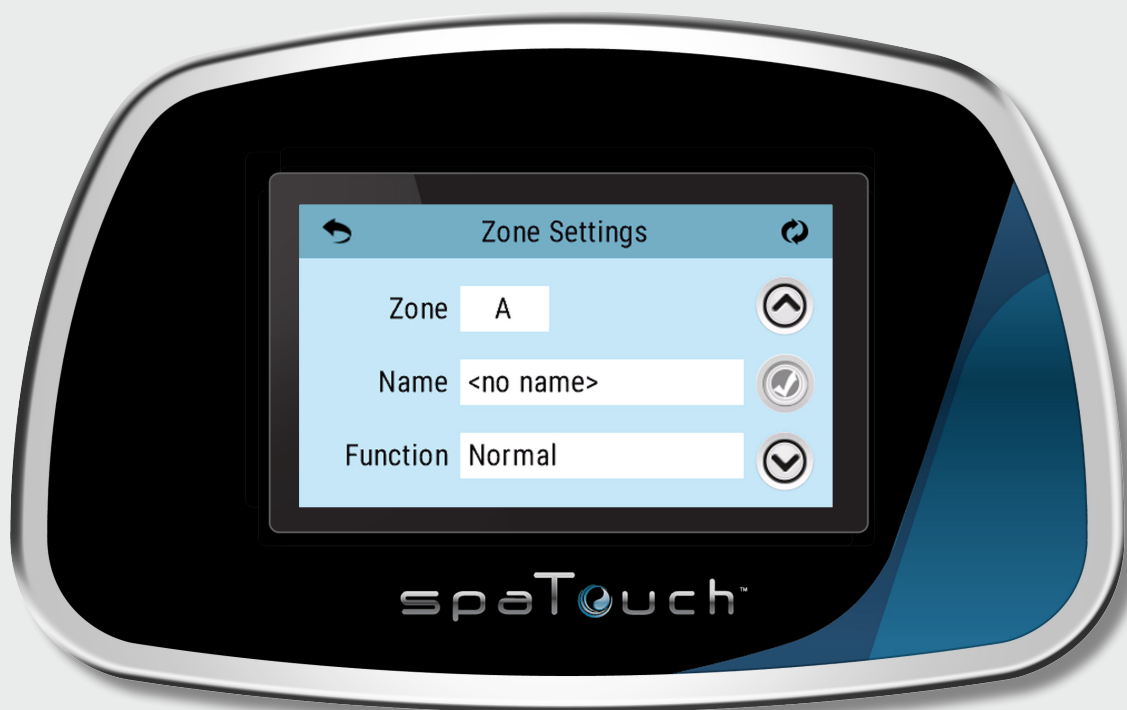 Zone Settings
Zone A
Name <no name>
Function Normal
spaTouch™